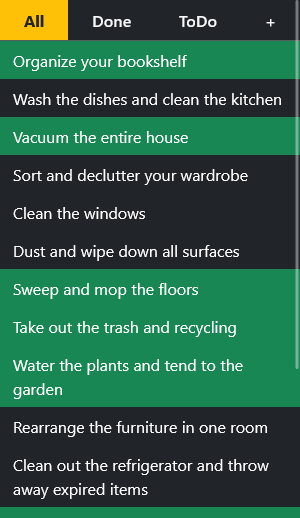 All Done ToDo +
Organize your bookshelf
Wash the dishes and clean the kitchen
Vacuum the entire house
Sort and declutter your wardrobe
Clean the windows
Dust and wipe down all surfaces
Sweep and mop the floors
Take out the trash and recycling
Water the plants and tend to the
garden
Rearrange the furniture in one room
Clean out the refrigerator and throw
away expired items